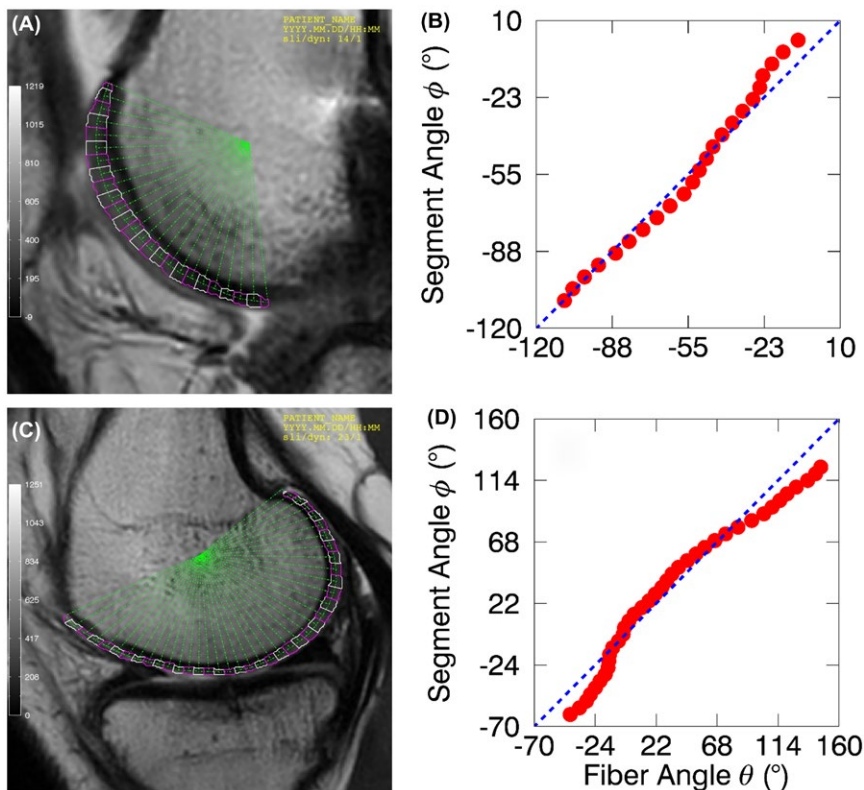 (A)
PATIENT_NAME
YYYY.MM.DD/HH:MM
sli/dyn: 14/1
1219
1015
810
605
400
195
-9
(B)
10
-23
-55
-88
-120
Segment Angle ϕ (°)
-120 -88 -55 -23 10
(C)
PATIENT_NAME
YYYY.MM.DD/HH:MM
sli/dyn: 23/1
1251
1043
834
625
417
208
0
(D)
160
114
68
22
-24
-70
Segment Angle ϕ (°)
-70 -24 22 68 114 160
Fiber Angle θ (°)